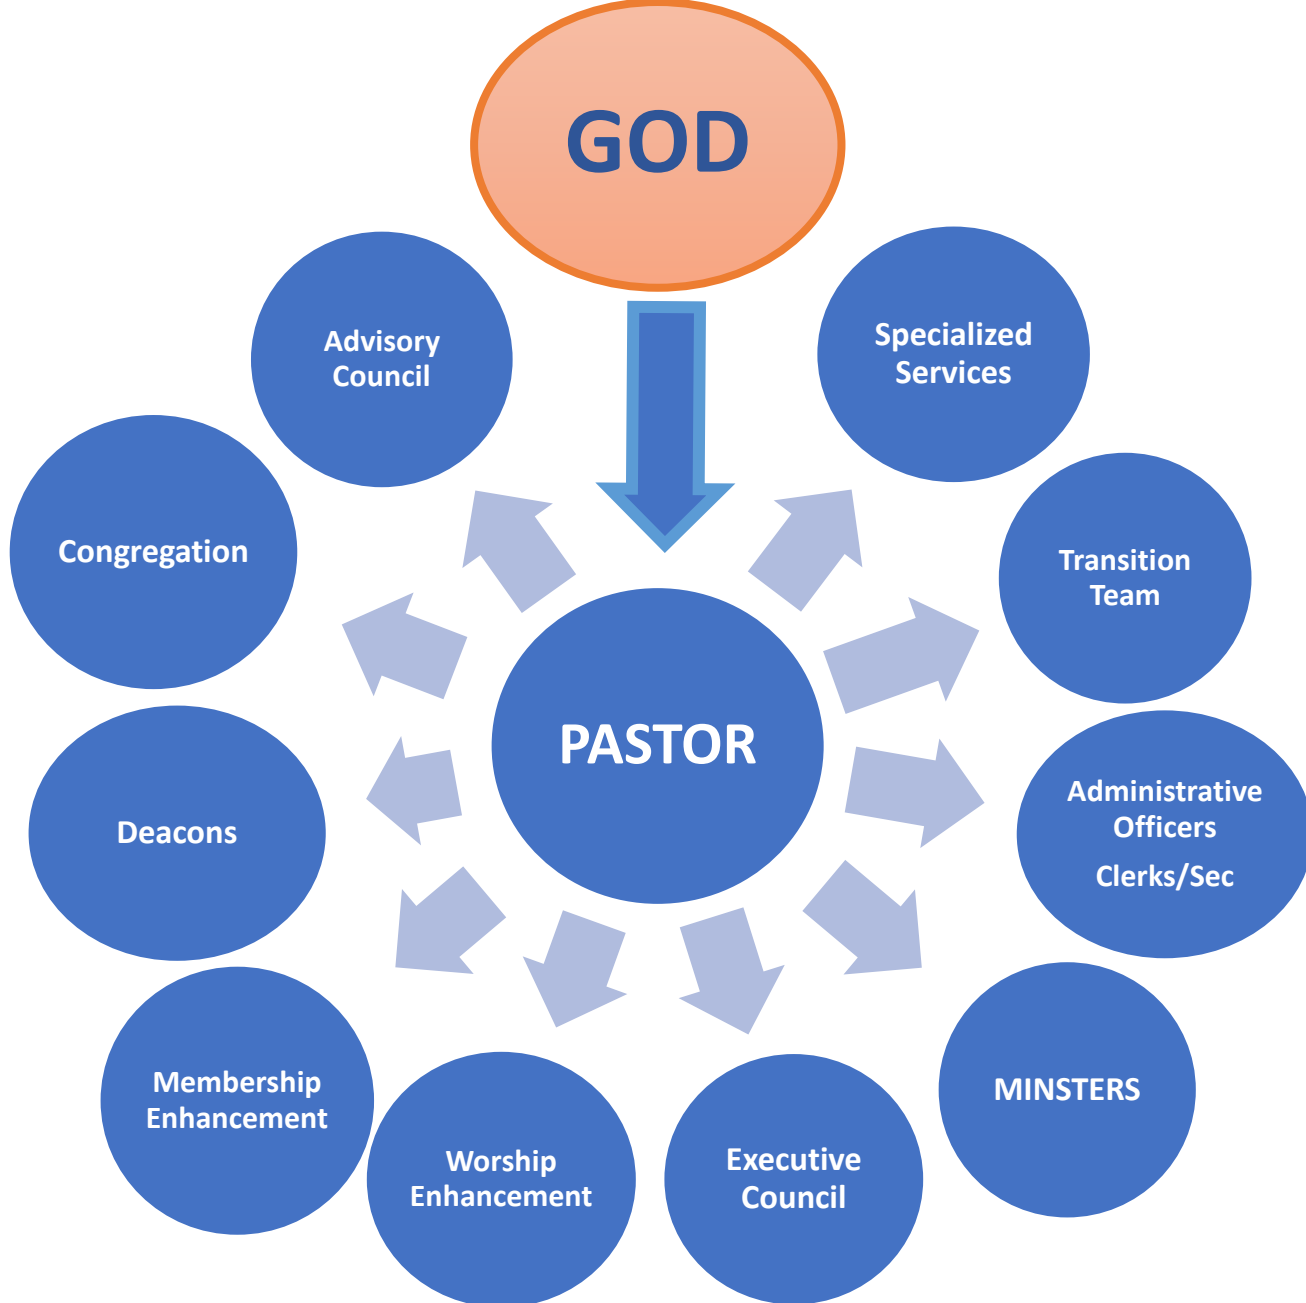 GOD
Advisory
Council
Specialized
Services
Congregation
Transition
Team
PASTOR
Deacons
Administrative
Officers
Clerks/Sec
Membership
Enhancement
MINSTERS
Worship
Enhancement
Executive
Council